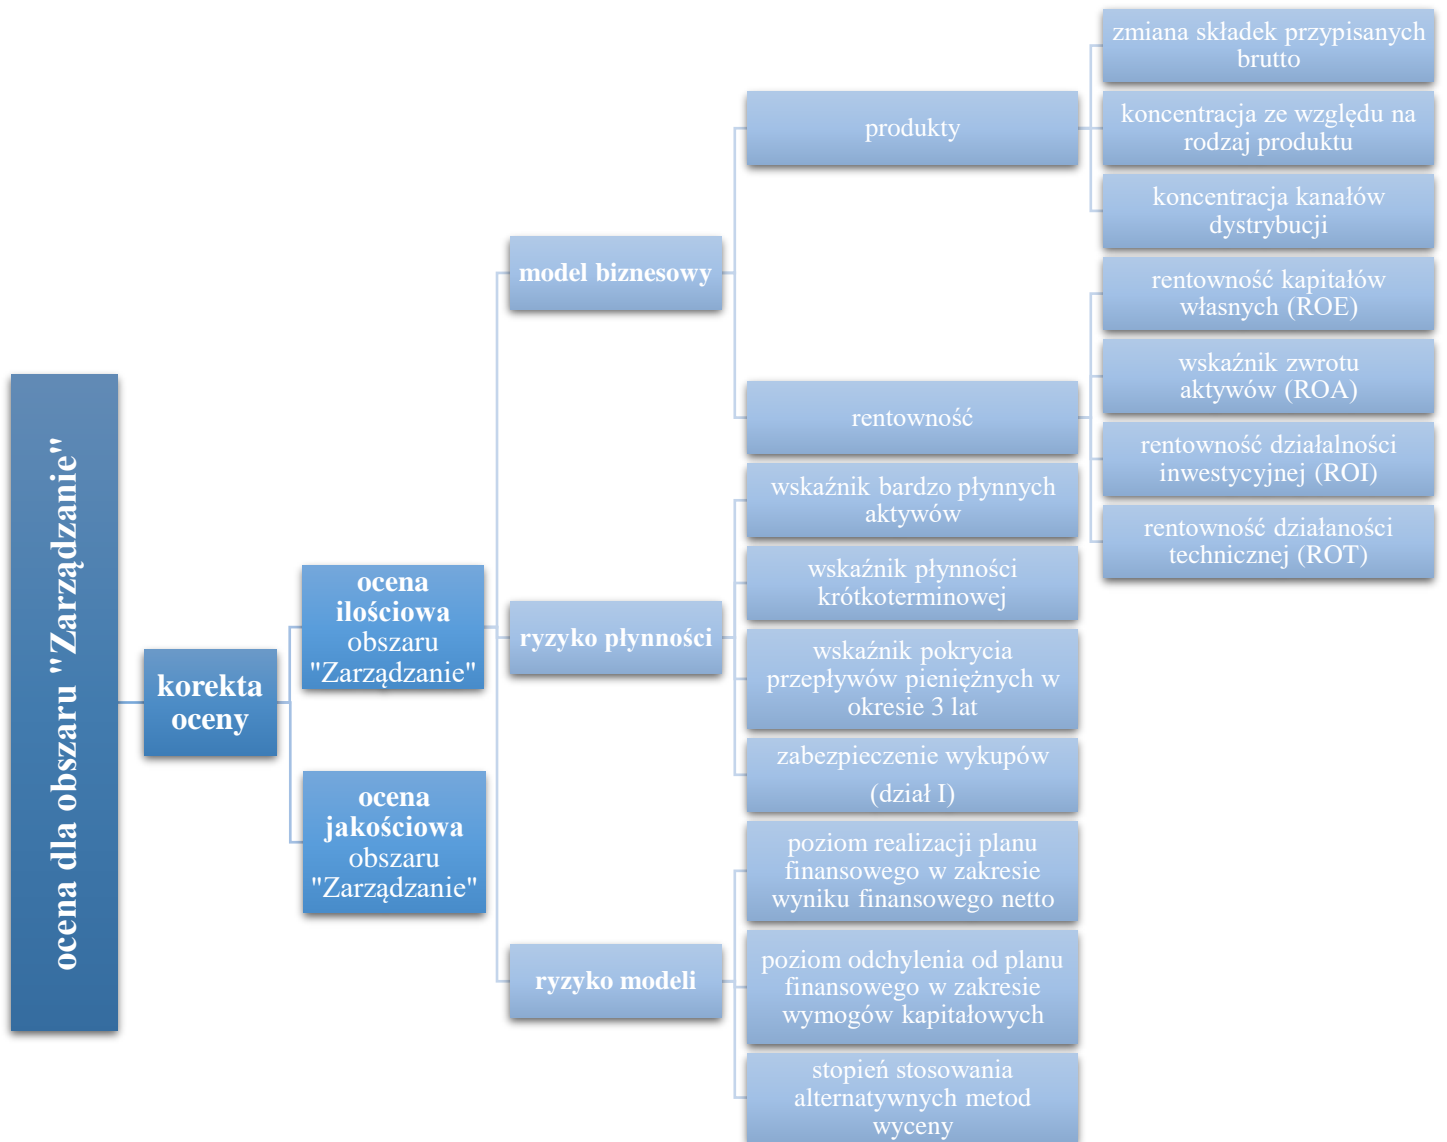 ocena dla obszaru "Zarządzanie"
korekta
oceny
ocena
ilościowa
obszaru
"Zarządzanie"
ocena
jakościowa
obszaru
"Zarządzanie"
model biznesowy
ryzyko płynności
ryzyko modeli
produkty
rentowność
wskaźnik bardzo płynnych
aktywów
wskaźnik płynności
krótkoterminowej
wskaźnik pokrycia
przepływów pieniężnych w
okresie 3 lat
zabezpieczenie wykupów
(dział I)
poziom realizacji planu
finansowego w zakresie
wyniku finansowego netto
poziom odchylenia od planu
finansowego w zakresie
wymogów kapitałowych
stopień stosowania
alternatywnych metod
wyceny
zmiana składek przypisanych
brutto
koncentracja ze względu na
rodzaj produktu
koncentracja kanałów
dystrybucji
rentowność kapitałów
własnych (ROE)
wskaźnik zwrotu
aktywów (ROA)
rentowność działalności
inwestycyjnej (ROI)
rentowność działaności
technicznej (ROT)